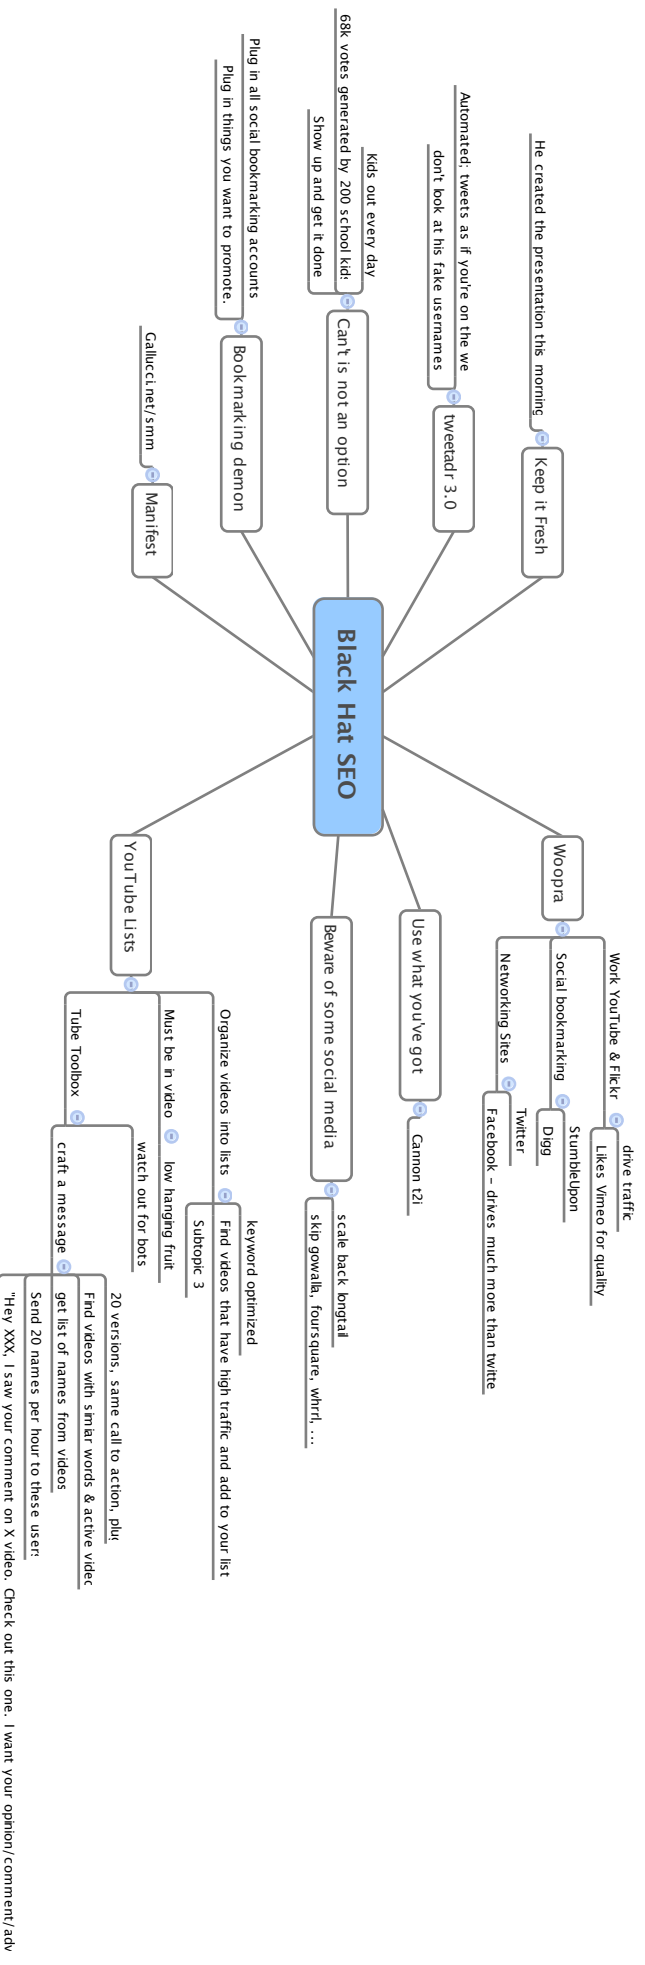 Black Hat SEO
Keep it Fresh
He created the presentation this morning
tweetadr 3.0
Automated; tweets as if you're on the we
don't look at his fake usernames
Can't is not an option
Kids out every day
68k votes generated by 200 school kids
Show up and get it done
Bookmarking demon
Plug in all social bookmarking accounts
Plug in things you want to promote.
Manifest
Gallucci.net/smm
Woopra
Work YouTube & Flickr
drive traffic
Likes Vimeo for quality
Social bookmarking
StumbleUpon
Digg
Networking Sites
Twitter
Facebook - drives much more than twitte
Use what you've got
Cannon t2i
Beware of some social media
scale back longtail
skip gowalla, foursquare, whrrl, ...
YouTube Lists
Organize videos into lists
keyword optimized
Find videos that have high traffic and add to your list
Subtopic 3
Must be in video
low hanging fruit
Tube Toolbox
watch out for bots
craft a message
20 versions, same call to action, plu
Find videos with simiar words & active videc
get list of names from videos
Send 20 names per hour to these users
"Hey XXX, I saw your comment on X video. Check out this one. I want your opinion/comment/adv